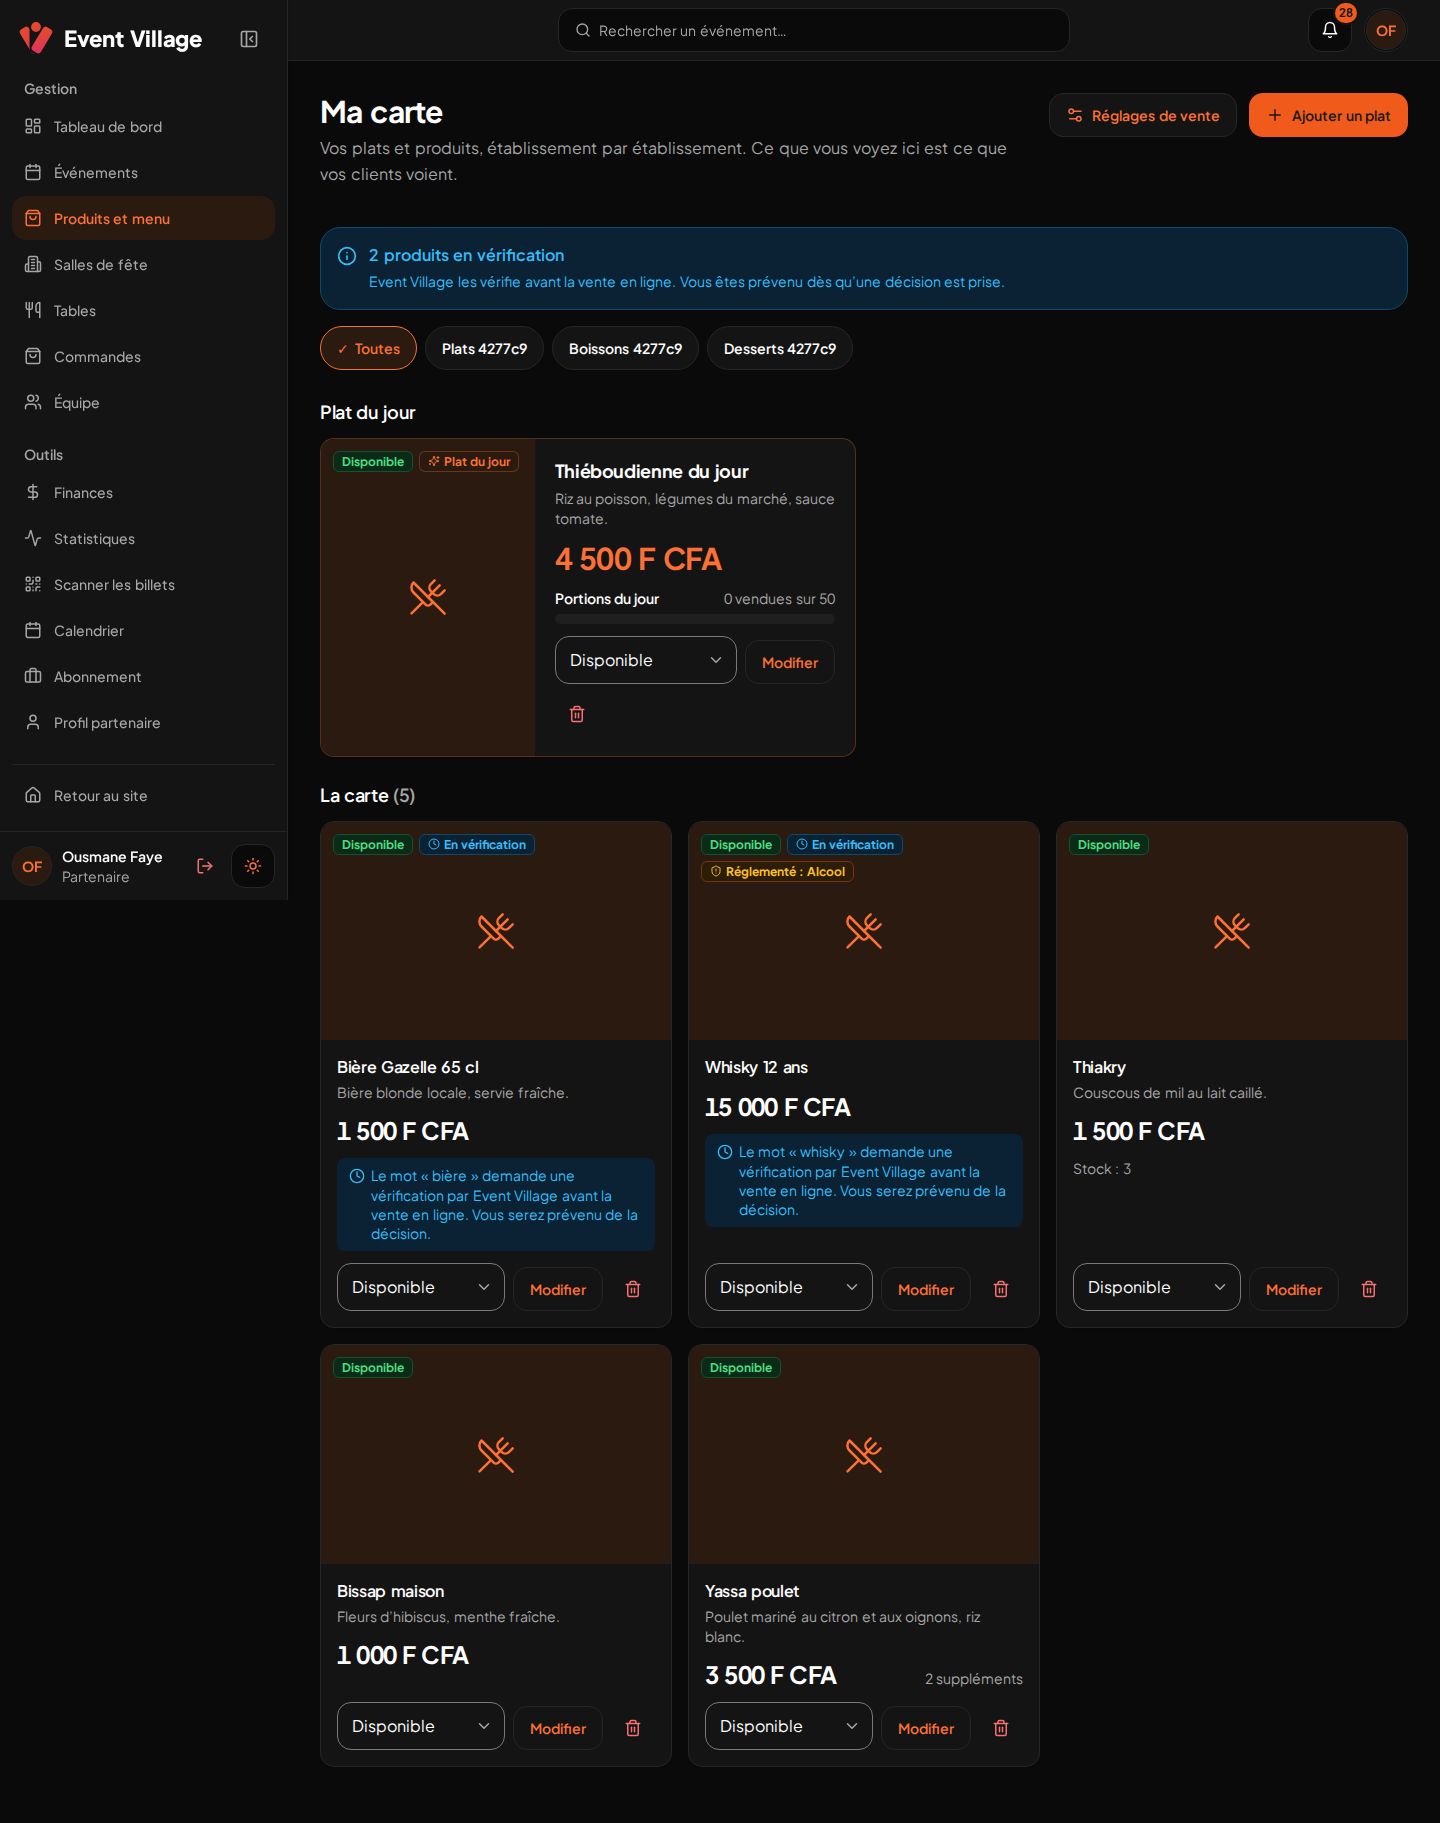 Event Village
Rechercher un événement...
28
OF
Gestion
Tableau de bord
Événements
Produits et menu
Salles de fête
Tables
Commandes
Équipe
Outils
Finances
Statistiques
Scanner les billets
Calendrier
Abonnement
Profil partenaire
Retour au site
OF
Ousmane Faye
Partenaire
Ma carte
Vos plats et produits, établissement par établissement. Ce que vous voyez ici est ce que
vos clients voient.
Réglages de vente
Ajouter un plat
2 produits en vérification
Event Village les vérifie avant la vente en ligne. Vous êtes prévenu dès qu'une décision est prise.
✓ Toutes
Plats 4277c9
Boissons 4277c9
Desserts 4277c9
Plat du jour
Disponible
Plat du jour
Thiéboudienne du jour
Riz au poisson, légumes du marché, sauce
tomate.
4 500 F CFA
Portions du jour
0 vendues sur 50
Disponible
Modifier
La carte (5)
Disponible
En vérification
Bière Gazelle 65 cl
Bière blonde locale, servie fraîche.
1 500 F CFA
Le mot « bière » demande une
vérification par Event Village avant la
vente en ligne. Vous serez prévenu de la
décision.
Disponible
Modifier
Disponible
En vérification
Réglementé : Alcool
Whisky 12 ans
15 000 F CFA
Le mot « whisky » demande une
vérification par Event Village avant la
vente en ligne. Vous serez prévenu de la
décision.
Disponible
Modifier
Disponible
Thiakry
Couscous de mil au lait caillé.
1 500 F CFA
Stock : 3
Disponible
Modifier
Disponible
Bissap maison
Fleurs d'hibiscus, menthe fraîche.
1 000 F CFA
Disponible
Modifier
Disponible
Yassa poulet
Poulet mariné au citron et aux oignons, riz
blanc.
3 500 F CFA
2 suppléments
Disponible
Modifier